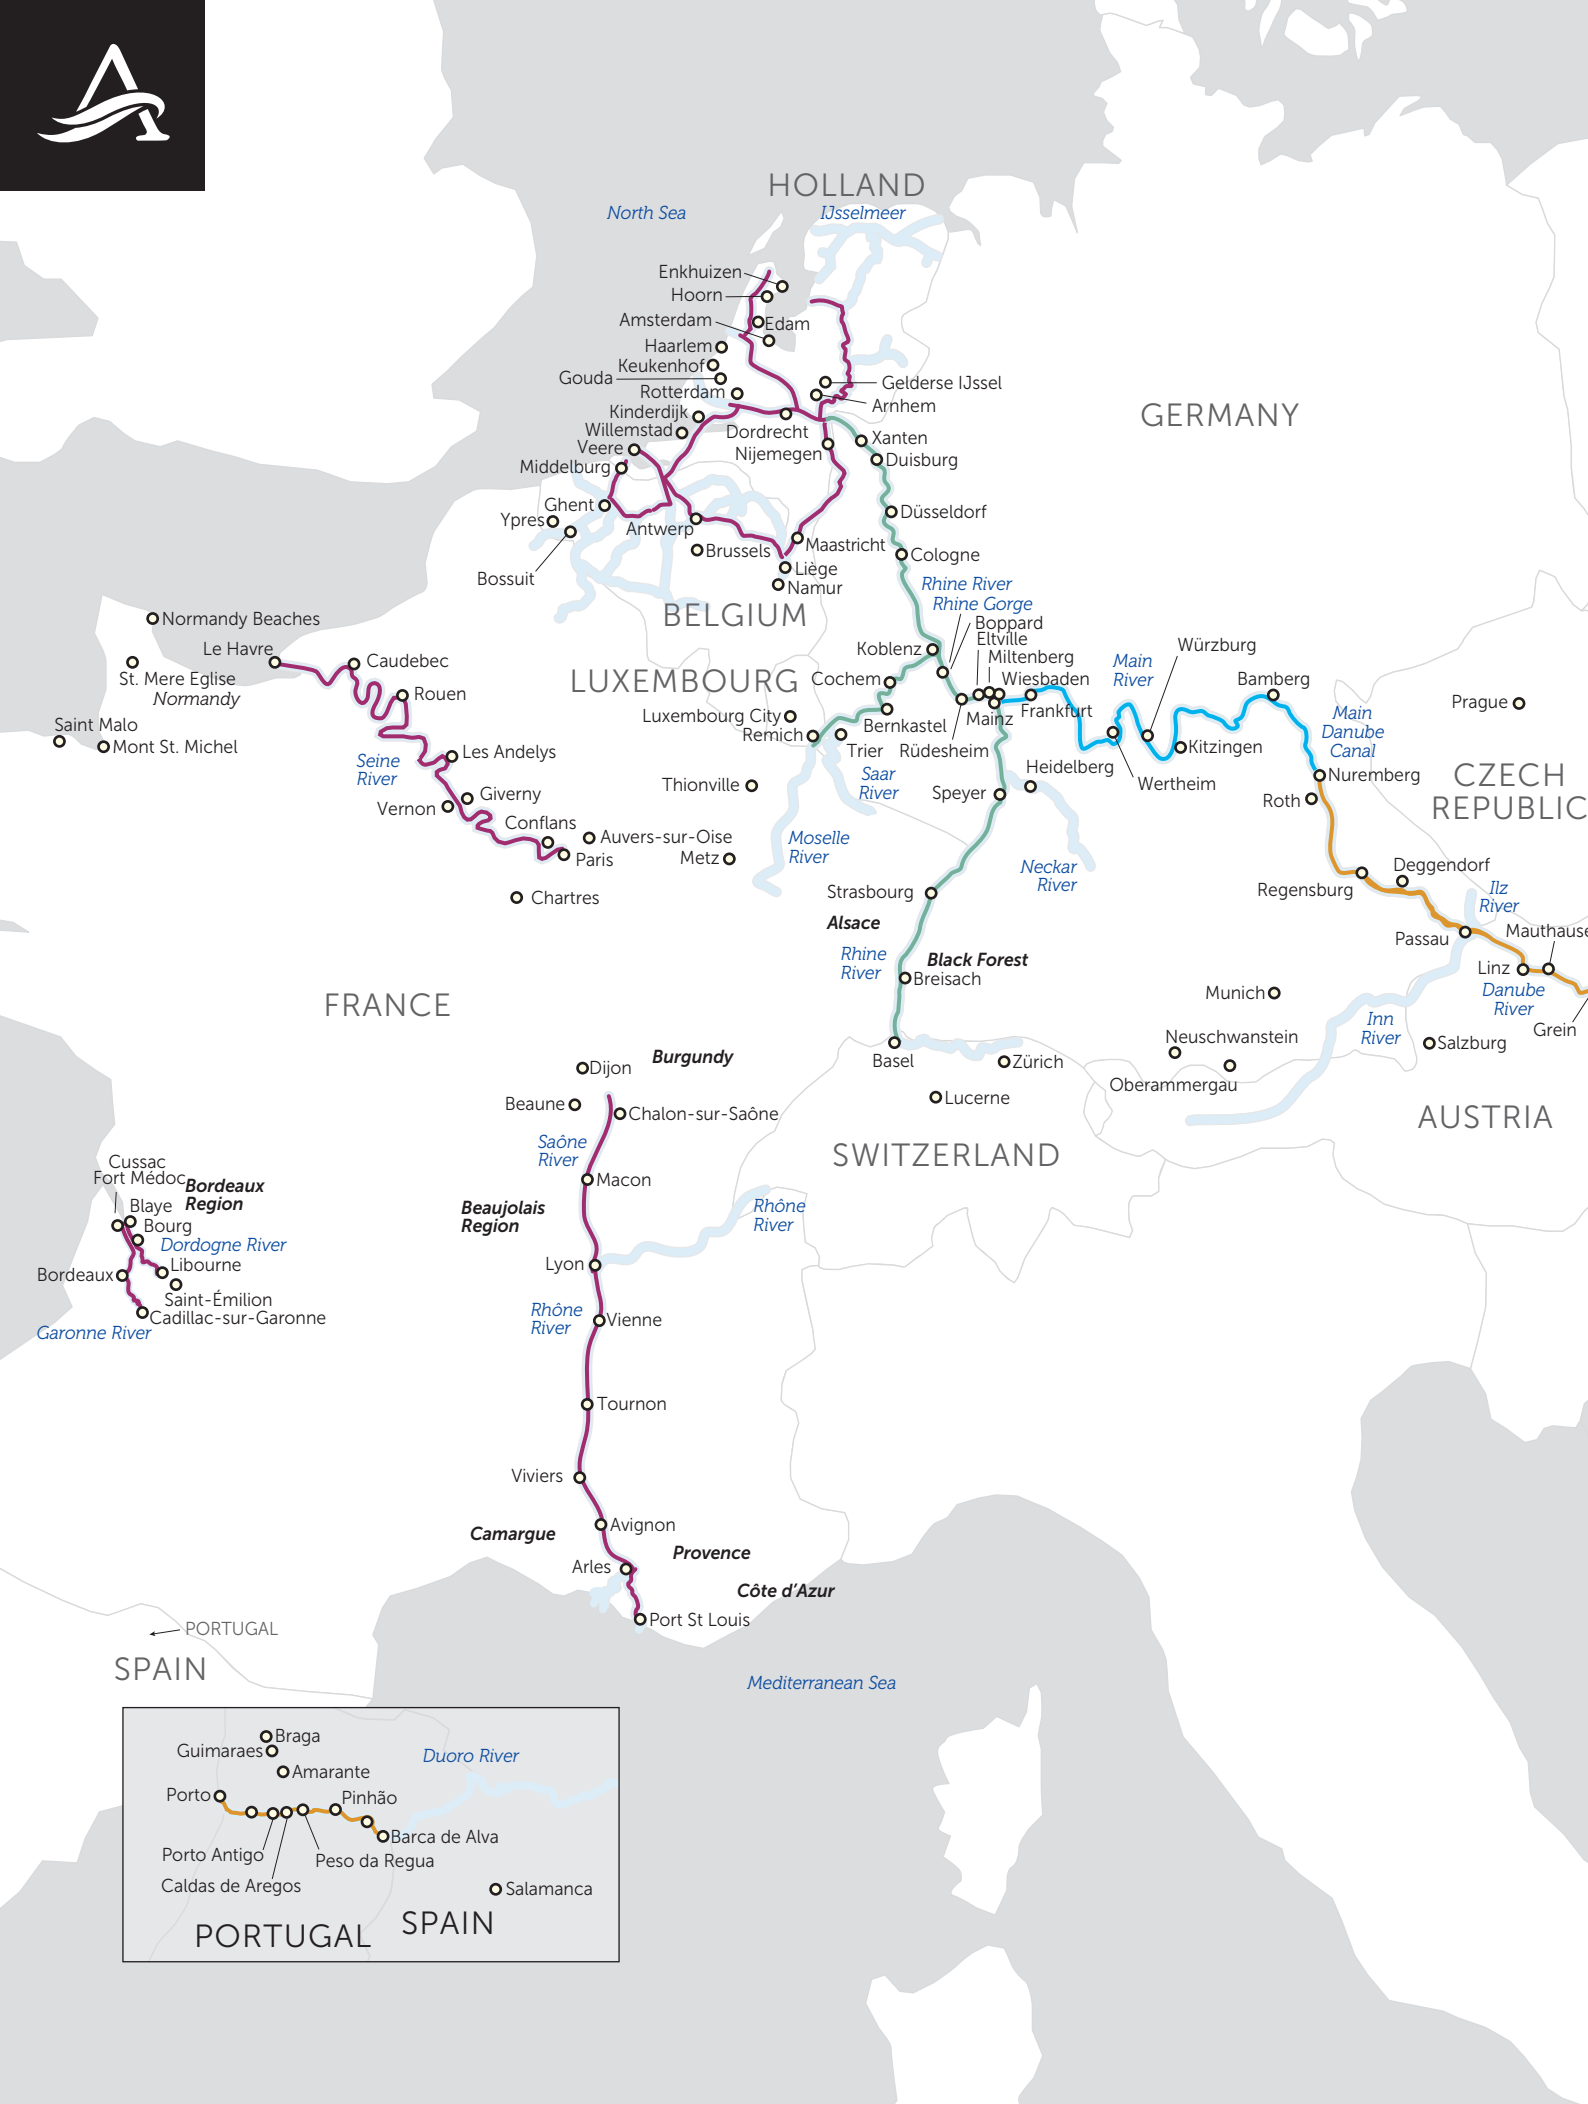 HOLLAND
North Sea
IJsselmeer
Enkhuizen
Hoorn
Amsterdam
Edam
Haarlem
Keukenhof
Gouda
Gelderse IJssel
Rotterdam
Arnhem
Kinderdijk
GERMANY
Willemstad
Dordrecht
Xanten
Veere
Nijemegen
Duisburg
Middelburg
Ghent
Düsseldorf
Ypres
Antwerp
Maastricht
Brussels
Cologne
Liège
Bossuit
Namur
Rhine River
Rhine Gorge
BELGIUM
Normandy Beaches
Boppard
Eltville
Le Havre
Koblenz
Miltenberg
Würzburg
Caudebec
Main
River
St. Mere Eglise
LUXEMBOURG
Cochem
Wiesbaden
Bamberg
Normandy
Rouen
Prague
Saint Malo
Luxembourg City
Bernkastel
Mainz
Frankfurt
Main
Danube
Canal
Remich
Mont St. Michel
Les Andelys
Trier
Rüdesheim
Kitzingen
Seine
River
Heidelberg
Nuremberg
CZECH
REPUBLIC
Saar
River
Thionville
Speyer
Wertheim
Giverny
Roth
Vernon
Conflans
Auvers-sur-Oise
Moselle
River
Paris
Metz
Neckar
River
Deggendorf
Regensburg
Chartres
Strasbourg
Ilz
River
Alsace
Passau
Mauthause
Rhine
River
Black Forest
Breisach
Linz
Danube
River
FRANCE
Munich
Inn
River
Grein
Neuschwanstein
Salzburg
Basel
Zürich
Burgundy
Dijon
Oberammergau
Beaune
Chalon-sur-Saône
Lucerne
AUSTRIA
Saône
River
SWITZERLAND
Cussac
Fort Médoc
Bordeaux
Region
Macon
Blaye
Beaujolais
Region
Rhône
River
Bourg
Dordogne River
Libourne
Lyon
Bordeaux
Saint-Émilion
Cadillac-sur-Garonne
Rhône
River
Vienne
Garonne River
Tournon
Viviers
Avignon
Camargue
Provence
Arles
Côte d’Azur
Port St Louis
PORTUGAL
SPAIN
Mediterranean Sea
Braga
Guimaraes
Duoro River
Amarante
Porto
Pinhão
Barca de Alva
Porto Antigo
Peso da Regua
Caldas de Aregos
Salamanca
SPAIN
PORTUGAL